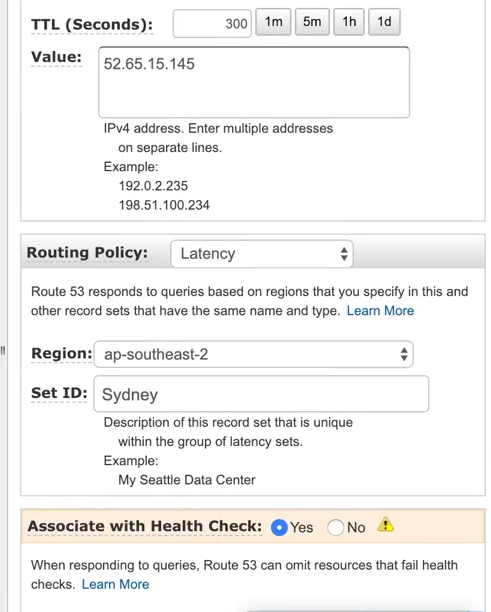 TTL (Seconds): 300 1m 5m 1h 1d
Value: 52.65.15.145
IPv4 address. Enter multiple addresses
on separate lines.
Example:
192.0.2.235
198.51.100.234
Routing Policy: Latency
Route 53 responds to queries based on regions that you specify in this and
other record sets that have the same name and type. Learn More
Region: ap-southeast-2
Set ID: Sydney
Description of this record set that is unique
within the group of latency sets.
Example:
My Seattle Data Center
Associate with Health Check: Yes No
When responding to queries, Route 53 can omit resources that fail health
checks. Learn More